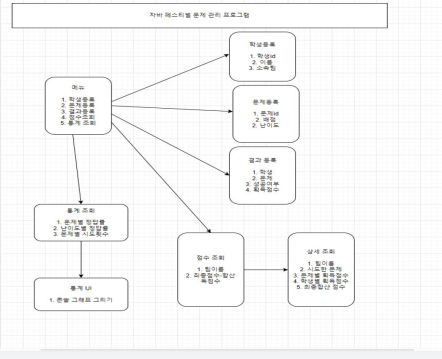 자바 페스티벌 문제 관리 프로그램
학생등록
1. 학생id
2. 이름
3. 소속팀
메뉴
1. 학생등록
2. 문제등록
3. 결과등록
4. 점수조회
5. 통계 조회
문제등록
1. 문제id
2. 배점
2. 난이도
결과 등록
1. 학생
2. 문제
3. 성공여부
4. 획득점수
통계 조회
1. 문제별 정답률
2. 난이도별 정답률
3. 문제별 시도횟수
점수 조회
1. 팀이름
2. 최종점수-합산
득점수
상세 조회
1. 팀이름
2. 시도한 문제
3. 문제별 획득점수
4. 학생별 획득점수
5. 최종합산 점수
통계 UI
1. 콘솔 그래프 그리기